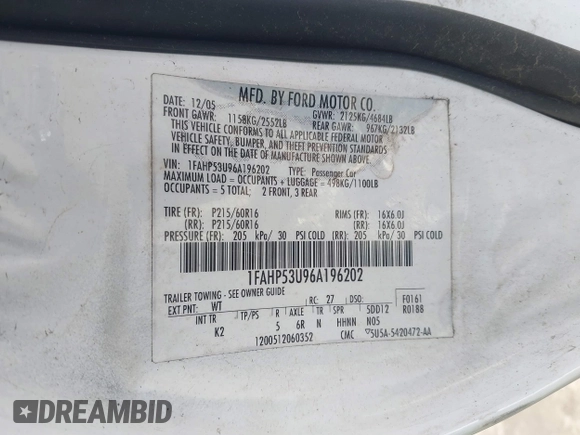 MFD. BY FORD MOTOR CO.
DATE: 12/05 GVWR: 2125KG/4684LB
FRONT GAWR: 1158KG/2552LB REAR GAWR: 967KG/2132LB
THIS VEHICLE CONFORMS TO ALL APPLICABLE FEDERAL MOTOR
VEHICLE SAFETY, BUMPER, AND THEFT PREVENTION STANDARDS
IN EFFECT ON THE DATE OF MANUFACTURE SHOWN ABOVE.
VIN: 1FAHP53U96A196202 TYPE: Passenger Car
MAXIMUM LOAD = OCCUPANTS + LUGGAGE = 498KG/1100LB
OCCUPANTS = 5 TOTAL: 2 FRONT, 3 REAR
TIRE (FR): P215/60R16 RIMS (FR): 16X6.0J
(RR): P215/60R16 (RR): 16X6.0J
PRESSURE (FR): 205 kPa/ 30 PSI COLD (RR): 205 kPa/ 30 PSI COLD
1FAHP53U96A196202
TRAILER TOWING - SEE OWNER GUIDE
EXT PNT: WT RC: 27 DSO: F0161
INT TR TP/PS R AXLE TR SPR 5DD12 R0188
K2 5 6R N HHNN N05
1200512060352 CMC 5U5A-5420472-AA
DREAMBID